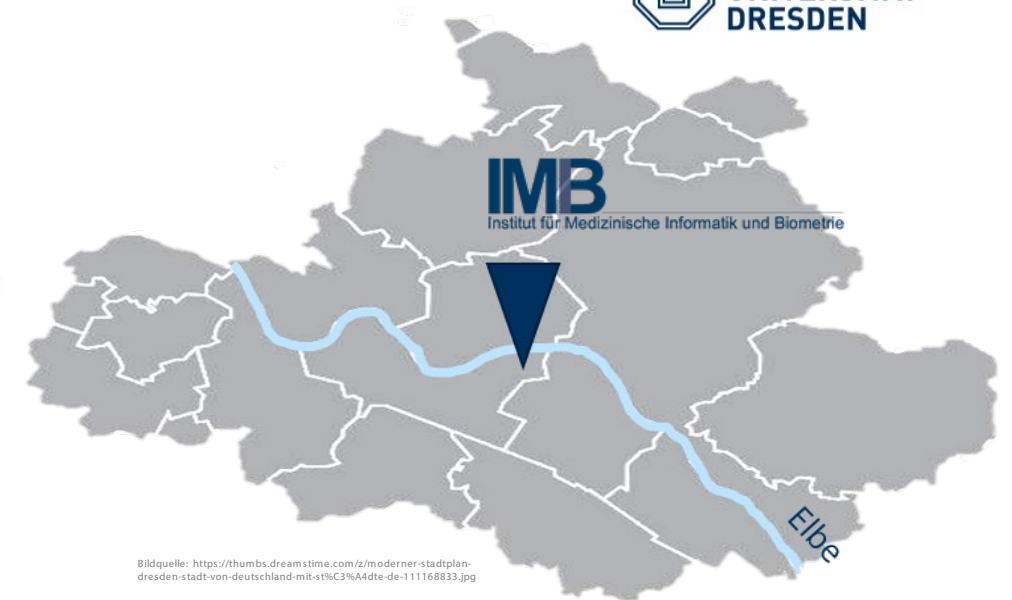 DRESDEN
IMB
Institut für Medizinische Informatik und Biometrie
Elbe
Bildquelle: https://thumbs.dreamstime.com/z/moderner-stadtplan-
dresden-stadt-von-deutschland-mit-st%C3%A4dte-de-111168833.jpg